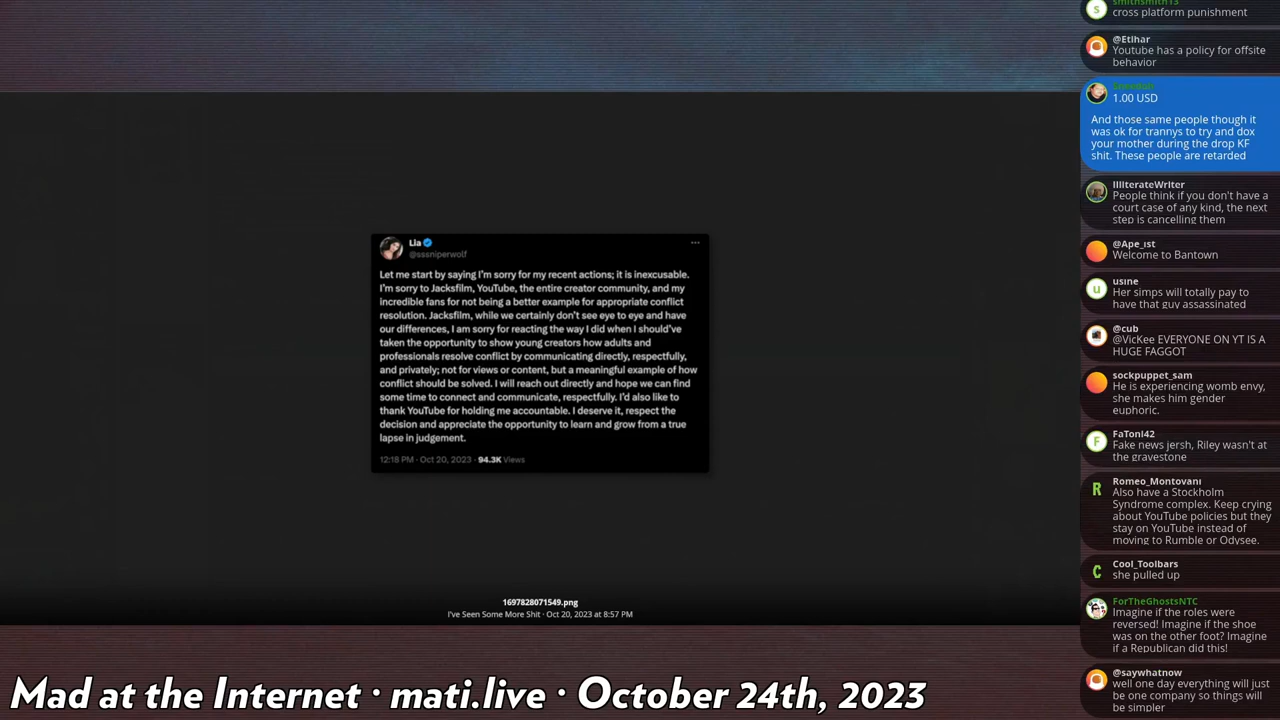 smithsmith13
cross platform punishment
@Etihar
Youtube has a policy for offsite
behavior
1.00 USD
And those same people though it
was ok for trannys to try and dox
your mother during the drop KF
shit. These people are retarded
IlliterateWriter
People think if you don't have a
court case of any kind, the next
step is cancelling them
@Ape_ist
Welcome to Bantown
usine
Her simps will totally pay to
have that guy assassinated
@cub
@VicKee EVERYONE ON YT IS A
HUGE FAGGOT
sockpuppet_sam
He is experiencing womb envy,
she makes him gender
euphoric.
FaToni42
Fake news jersh, Riley wasn't at
the gravestone
Romeo_Montovani
Also have a Stockholm
Syndrome complex. Keep crying
about YouTube policies but they
stay on YouTube instead of
moving to Rumble or Odysee.
Cool_Toolbars
she pulled up
ForTheGhostsNTC
Imagine if the roles were
reversed! Imagine if the shoe
was on the other foot? Imagine
if a Republican did this!
@saywhatnow
well one day everything will just
be one company so things will
be simpler
Lia
@sssniperwolf
Let me start by saying I'm sorry for my recent actions; it is inexcusable.
I'm sorry to Jacksfilm, YouTube, the entire creator community, and my
incredible fans for not being a better example for appropriate conflict
resolution. Jacksfilm, while we certainly don't see eye to eye and have
our differences, I am sorry for reacting the way I did when I should've
taken the opportunity to show young creators how adults and
professionals resolve conflict by communicating directly, respectfully,
and privately; not for views or content, but a meaningful example of how
conflict should be solved. I will reach out directly and hope we can find
some time to connect and communicate, respectfully. I'd also like to
thank YouTube for holding me accountable. I deserve it, respect the
decision and appreciate the opportunity to learn and grow from a true
lapse in judgement.
12:18 PM · Oct 20, 2023 · 94.3K Views
1697828071549.png
I've Seen Some More Shit · Oct 20, 2023 at 8:57 PM
Mad at the Internet · mati.live · October 24th, 2023